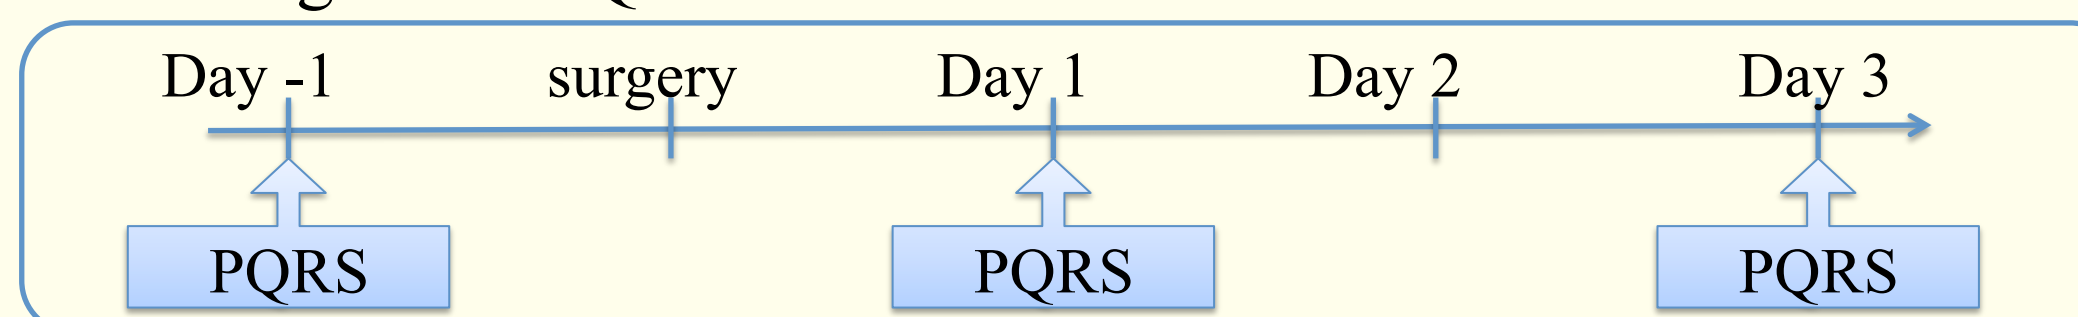 Day -1 surgery Day 1 Day 2 Day 3
PQRS PQRS PQRS